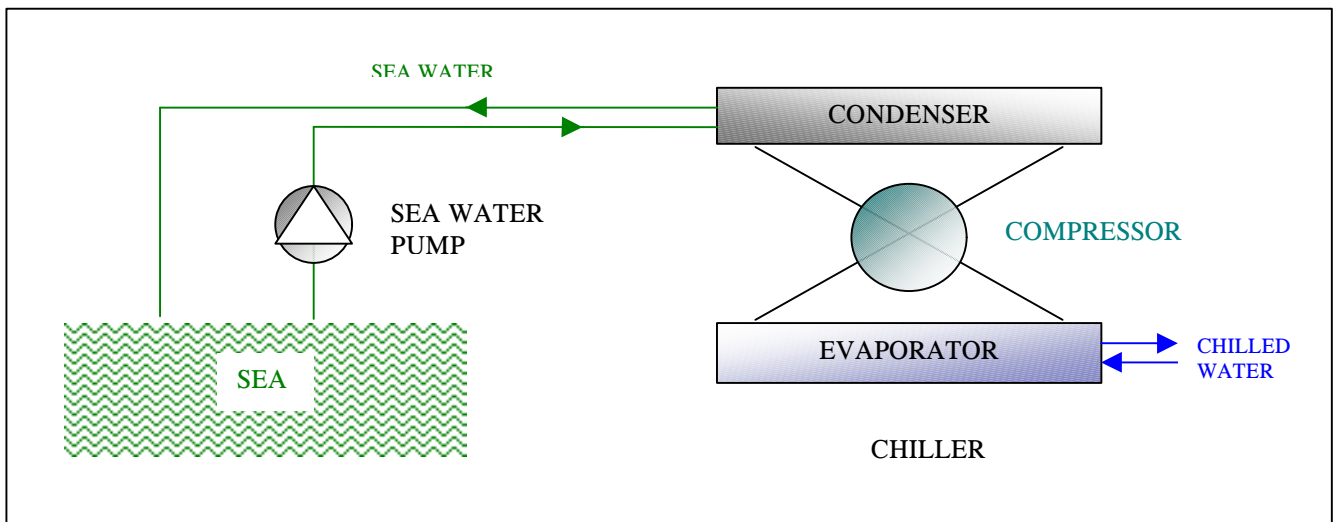 SEA WATER
CONDENSER
SEA WATER
PUMP
COMPRESSOR
EVAPORATOR
CHILLED
WATER
SEA
CHILLER